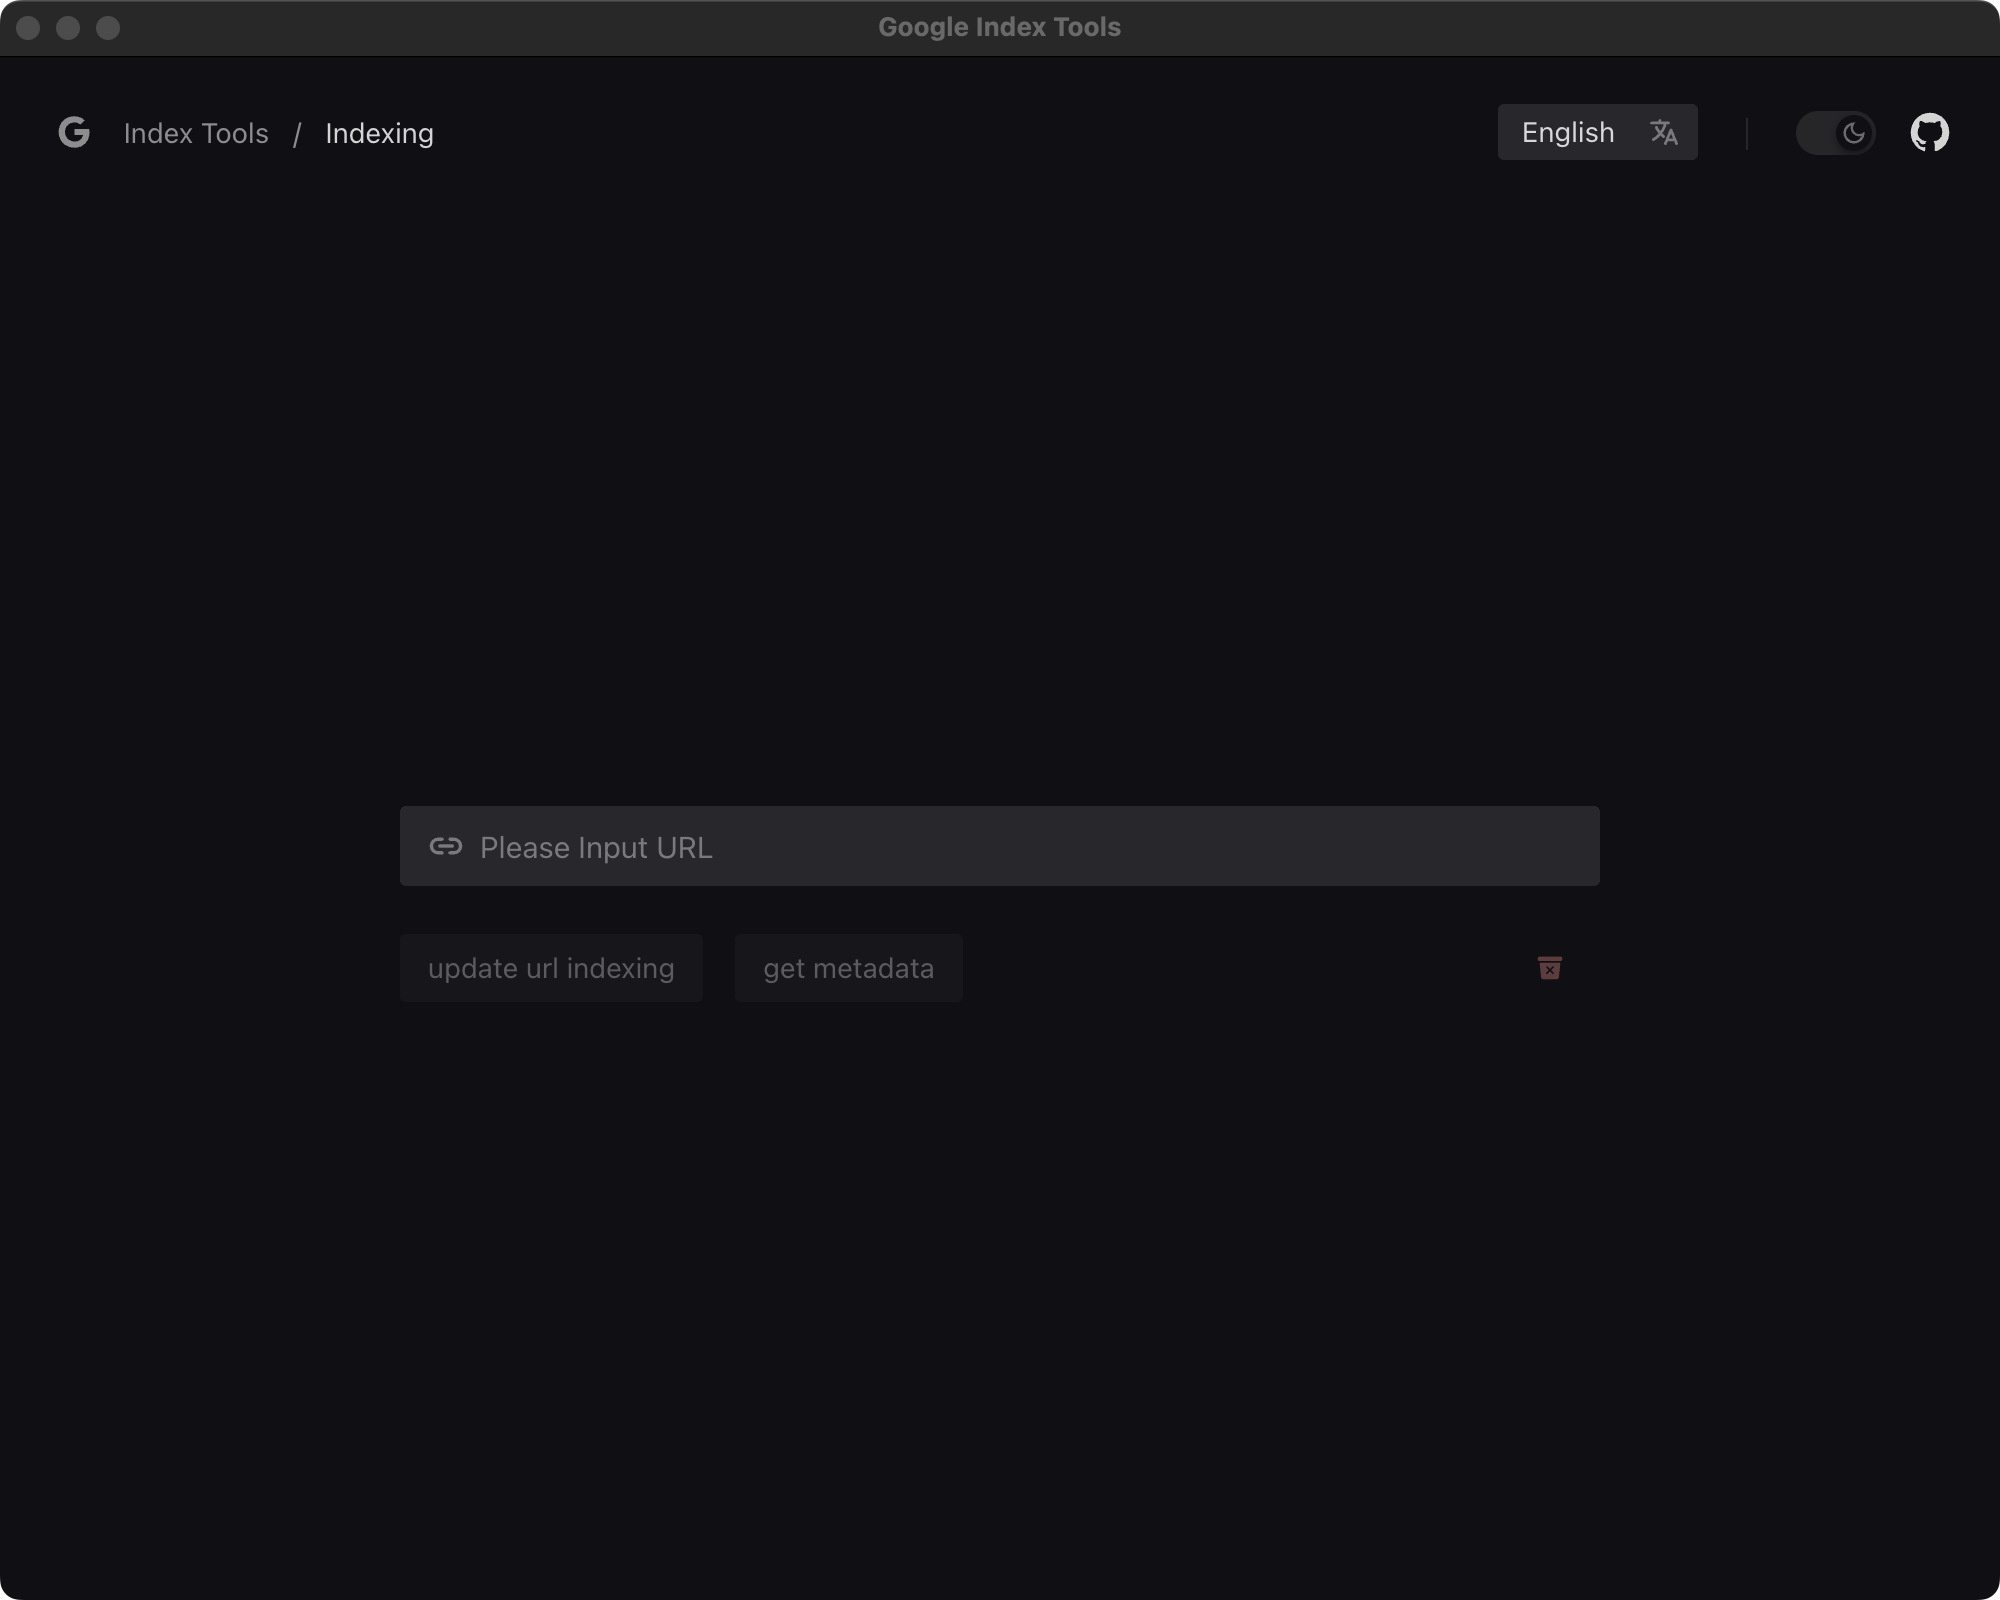 Google Index Tools
Index Tools / Indexing
English
Please Input URL
update url indexing
get metadata